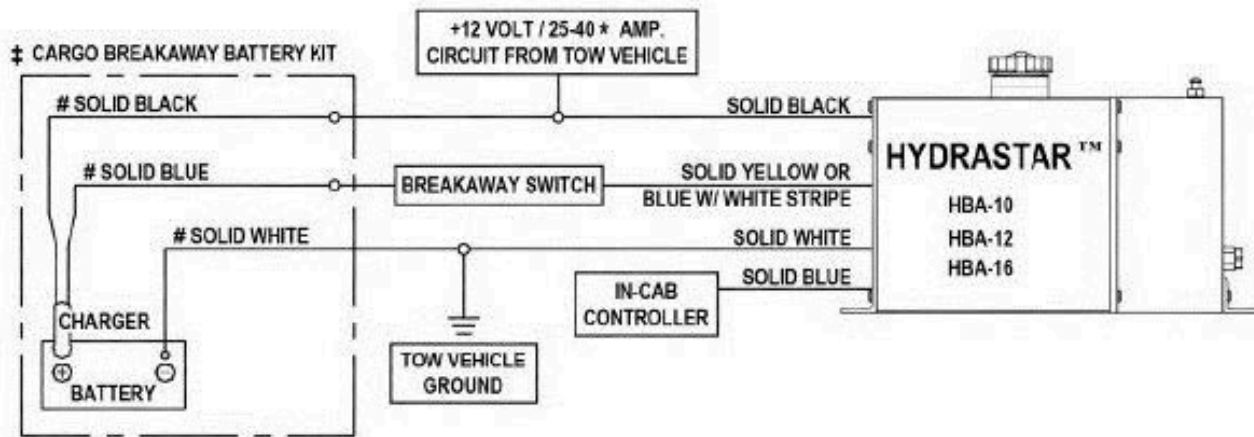 +12 VOLT / 25-40 * AMP.
CIRCUIT FROM TOW VEHICLE
‡ CARGO BREAKAWAY BATTERY KIT
# SOLID BLACK
SOLID BLACK
HYDRASTAR ™
# SOLID BLUE
BREAKAWAY SWITCH
SOLID YELLOW OR
BLUE W/ WHITE STRIPE
HBA-10
HBA-12
HBA-16
# SOLID WHITE
SOLID WHITE
SOLID BLUE
IN-CAB
CONTROLLER
CHARGER
BATTERY
TOW VEHICLE
GROUND